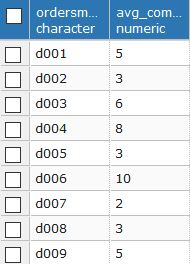 ordersm... avg_com...
character numeric
d001 5
d002 3
d003 6
d004 8
d005 3
d006 10
d007 2
d008 3
d009 5